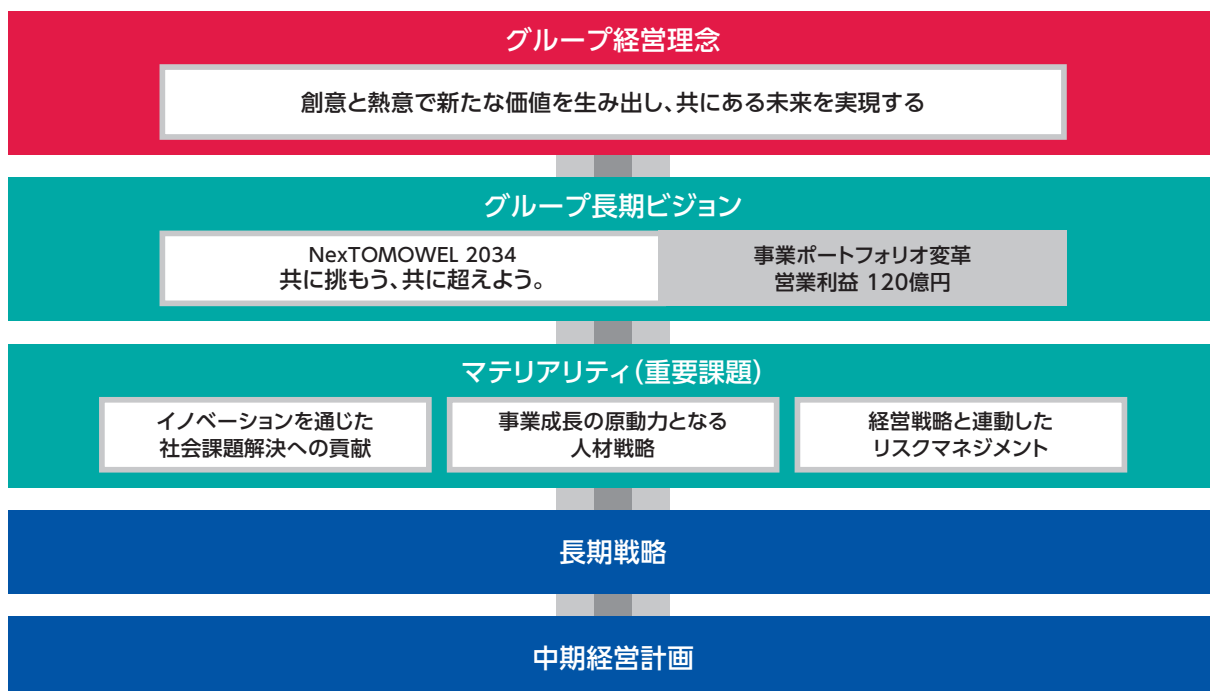 グループ経営理念
創意と熱意で新たな価値を生み出し、共にある未来を実現する
グループ長期ビジョン
NexTOMOWEL 2034
共に挑もう、共に超えよう。
事業ポートフォリオ変革
営業利益 120億円
マテリアリティ(重要課題)
イノベーションを通じた
社会課題解決への貢献
事業成長の原動力となる
人材戦略
経営戦略と連動した
リスクマネジメント
長期戦略
中期経営計画